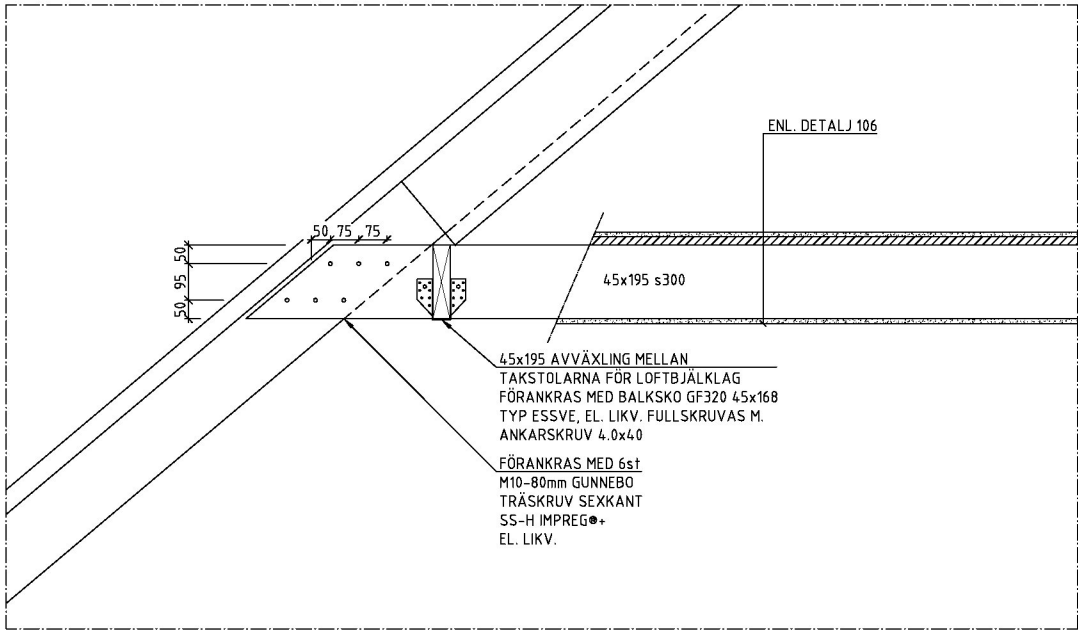 ENL. DETALJ 106
50 75 75
50
95
50
45x195 s300
45x195 AVVÄXLING MELLAN
TAKSTOLARNA FÖR LOFTBJÄLKLAG
FÖRANKRAS MED BALKSKO GF320 45x168
TYP ESSVE, EL. LIKV. FULLSKRUVAS M.
ANKARSKRUV 4.0x40
FÖRANKRAS MED 6st
M10-80mm GUNNEBO
TRÄSKRUV SEXKANT
SS-H IMPREG®+
EL. LIKV.